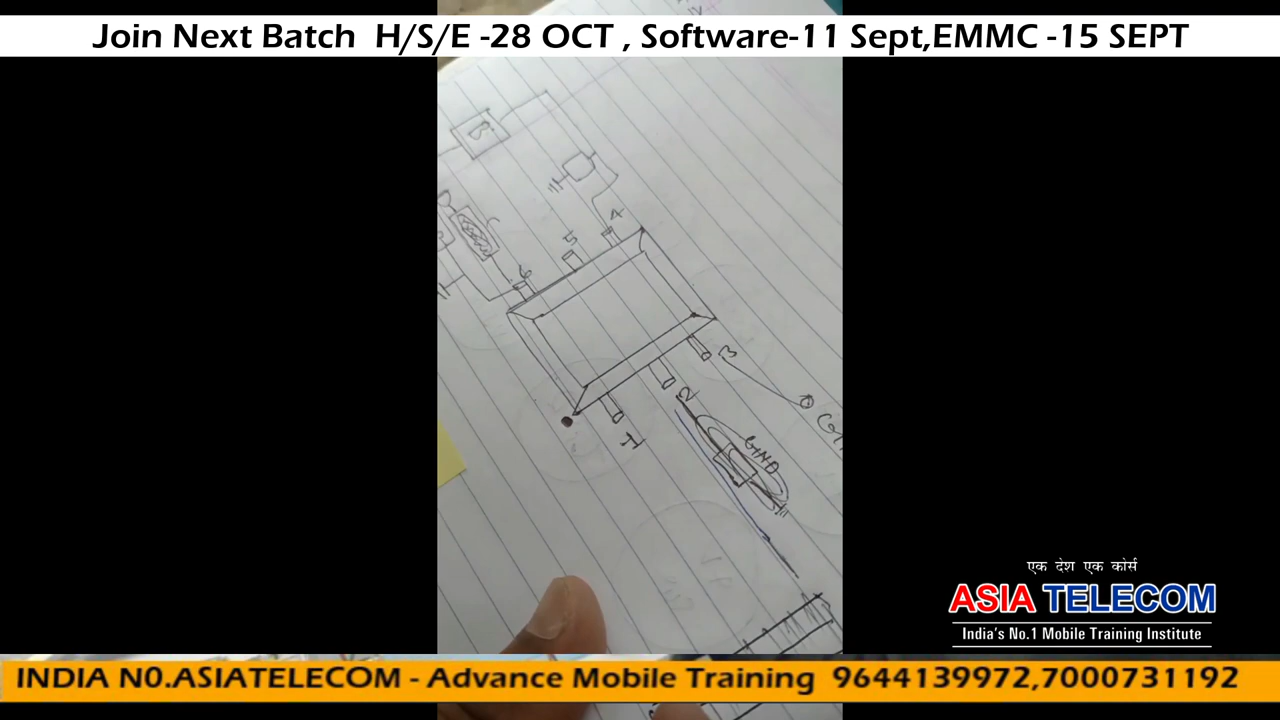 Join Next Batch  H/S/E -28 OCT , Software-11 Sept,EMMC -15 SEPT
B
4
5
6
3
2
1
GND
एक देश एक कोर्स
ASIA TELECOM
India's No.1 Mobile Training Institute
INDIA N0.ASIATELECOM - Advance Mobile Training  9644139972,7000731192